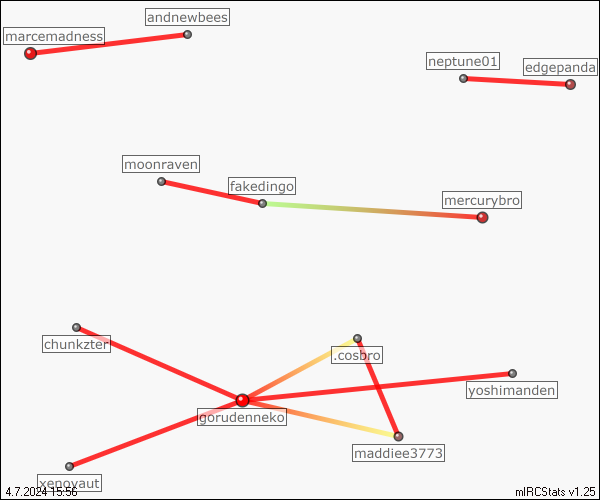 andnewbees
marcemadness
neptune01
edgepanda
moonraven
fakedingo
mercurybro
chunkzter
.cosbro
yoshimanden
gorudenneko
maddiee3773
xenovaut
4.7.2024 15:56
mIRCStats v1.25